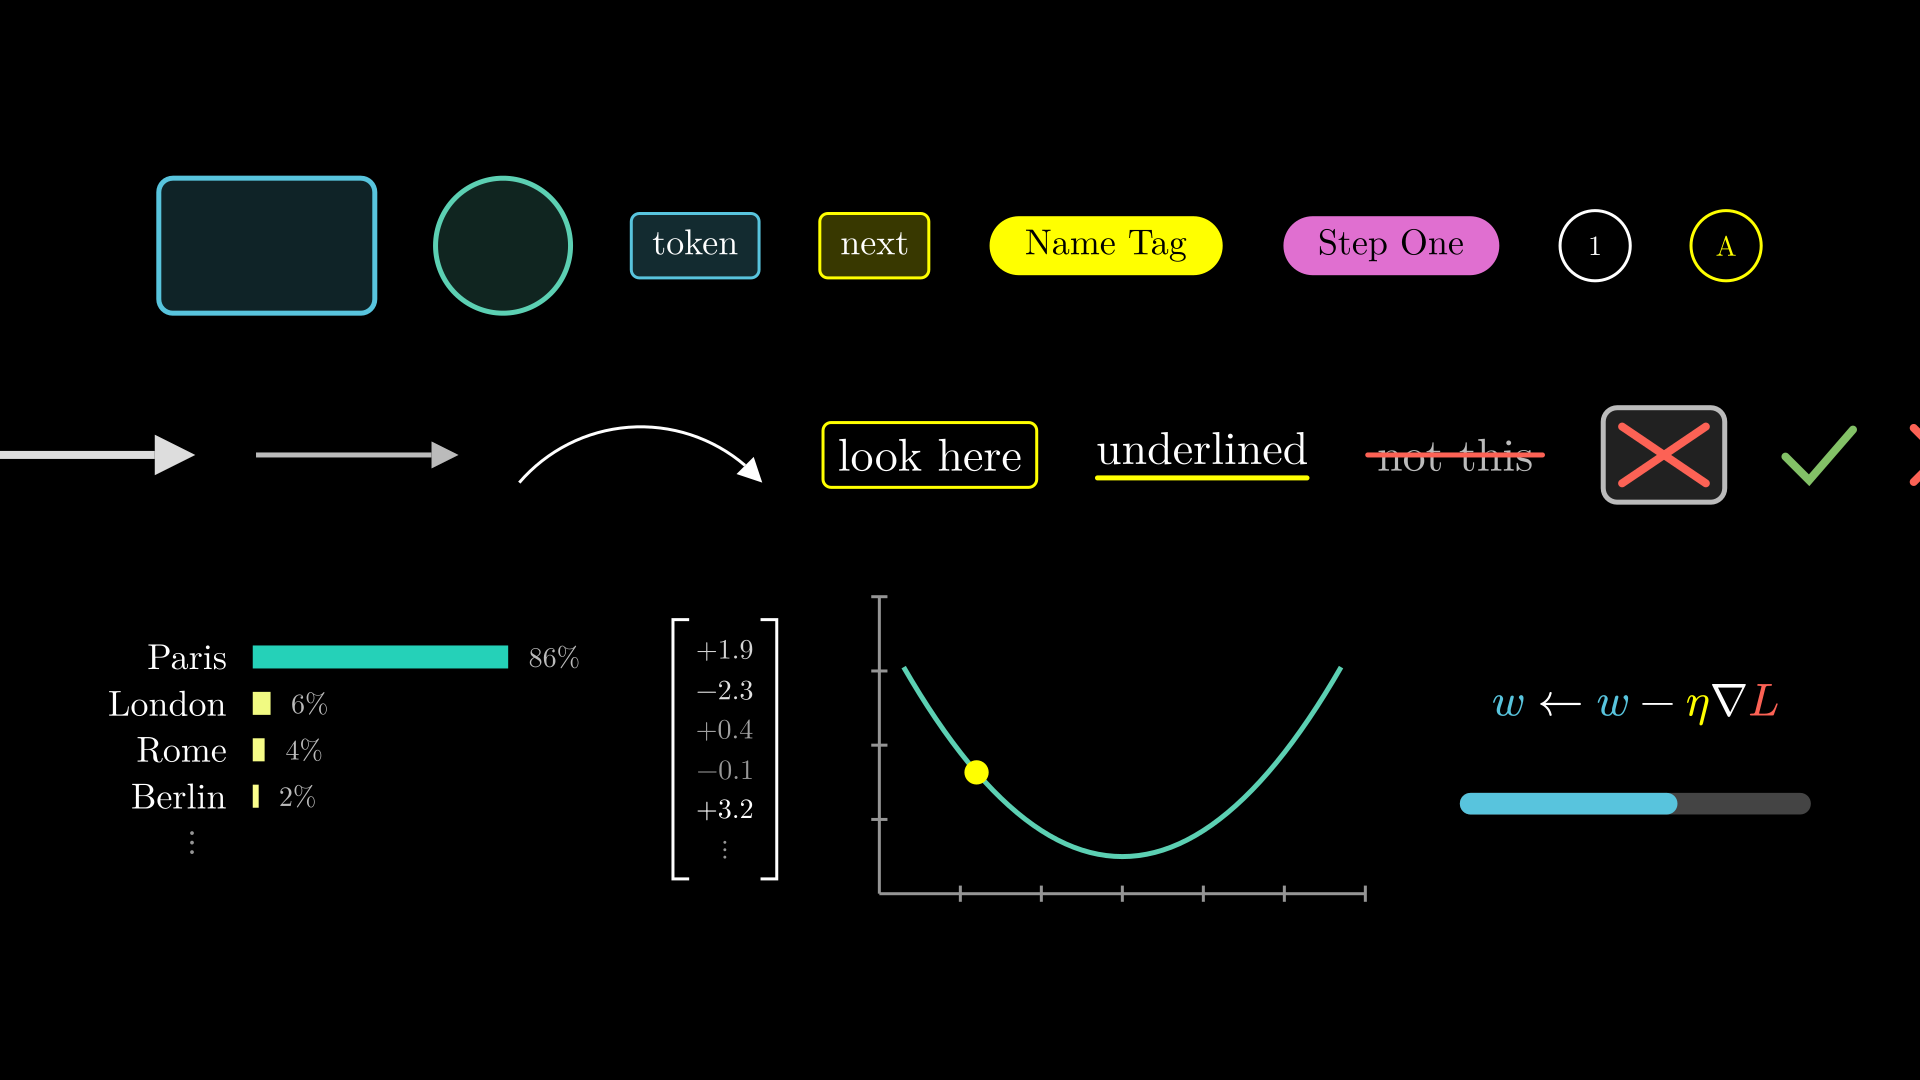 token next Name Tag Step One 1 A
look here underlined not this
Paris 86%
London 6%
Rome 4%
Berlin 2%
⋮
+1.9
−2.3
+0.4
−0.1
+3.2
⋮
w ← w − η∇L